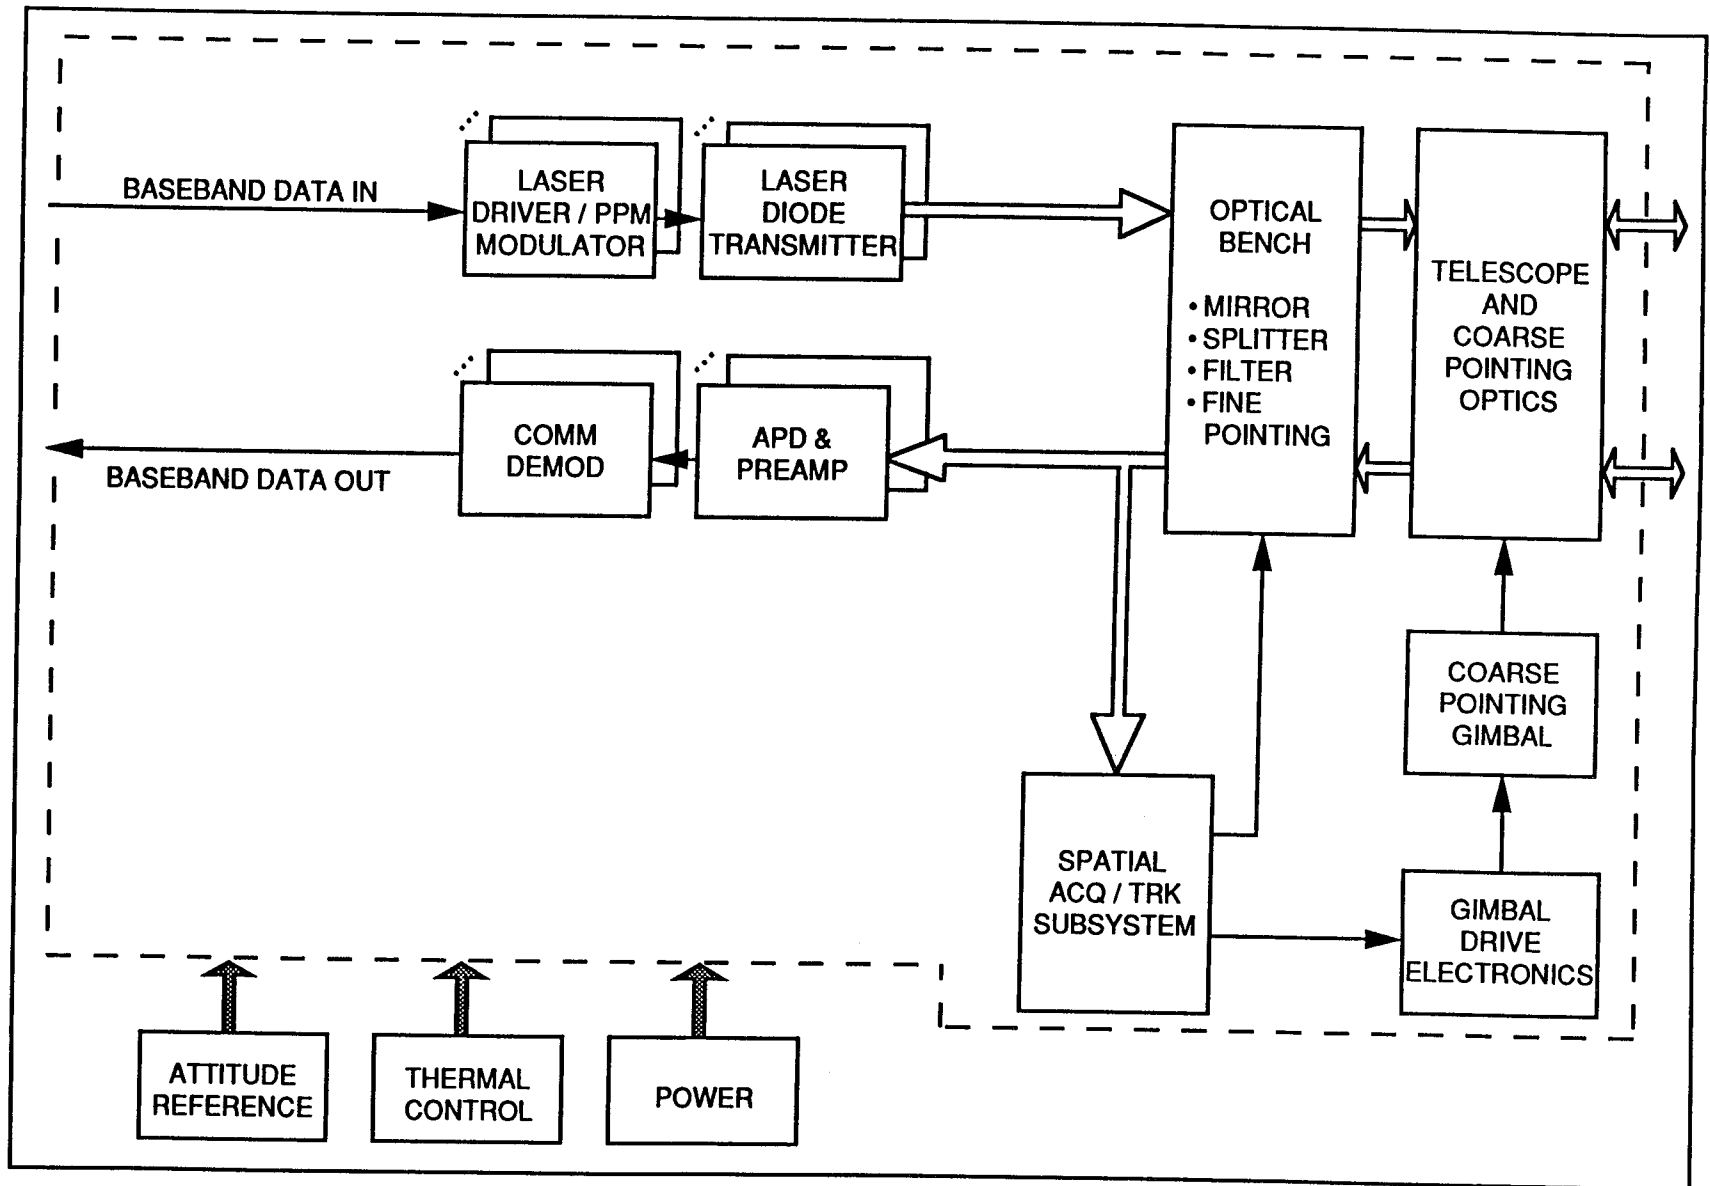 BASEBAND DATA IN
LASER
DRIVER / PPM
MODULATOR
LASER
DIODE
TRANSMITTER
OPTICAL
BENCH
• MIRROR
• SPLITTER
• FILTER
• FINE
POINTING
TELESCOPE
AND
COARSE
POINTING
OPTICS
BASEBAND DATA OUT
COMM
DEMOD
APD &
PREAMP
COARSE
POINTING
GIMBAL
SPATIAL
ACQ / TRK
SUBSYSTEM
GIMBAL
DRIVE
ELECTRONICS
ATTITUDE
REFERENCE
THERMAL
CONTROL
POWER